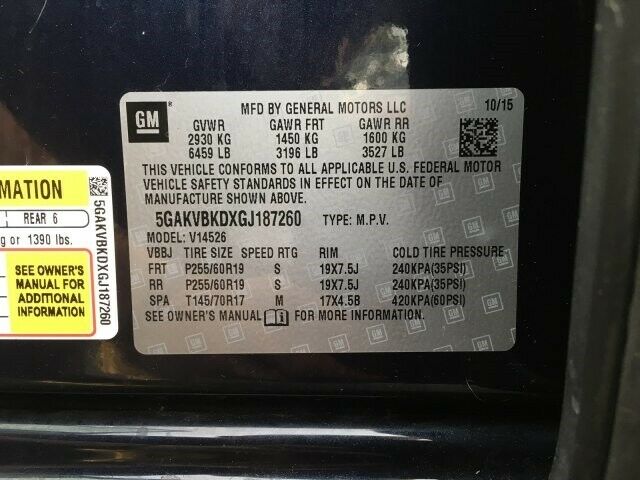 GM ® MFD BY GENERAL MOTORS LLC 10/15
GVWR GAWR FRT GAWR RR
2930 KG 1450 KG 1600 KG
6459 LB 3196 LB 3527 LB
THIS VEHICLE CONFORMS TO ALL APPLICABLE U.S. FEDERAL MOTOR
VEHICLE SAFETY STANDARDS IN EFFECT ON THE DATE OF
MANUFACTURE SHOWN ABOVE.
5GAKVBKDXGJ187260 TYPE: M.P.V.
MODEL: V14526
VBBJ TIRE SIZE SPEED RTG RIM COLD TIRE PRESSURE
FRT P255/60R19 S 19X7.5J 240KPA(35PSI)
RR P255/60R19 S 19X7.5J 240KPA(35PSI)
SPA T145/70R17 M 17X4.5B 420KPA(60PSI)
SEE OWNER'S MANUAL FOR MORE INFORMATION.
REAR 6
or 1390 lbs.
SEE OWNER'S
MANUAL FOR
ADDITIONAL
INFORMATION
5GAKVBKDXGJ187260